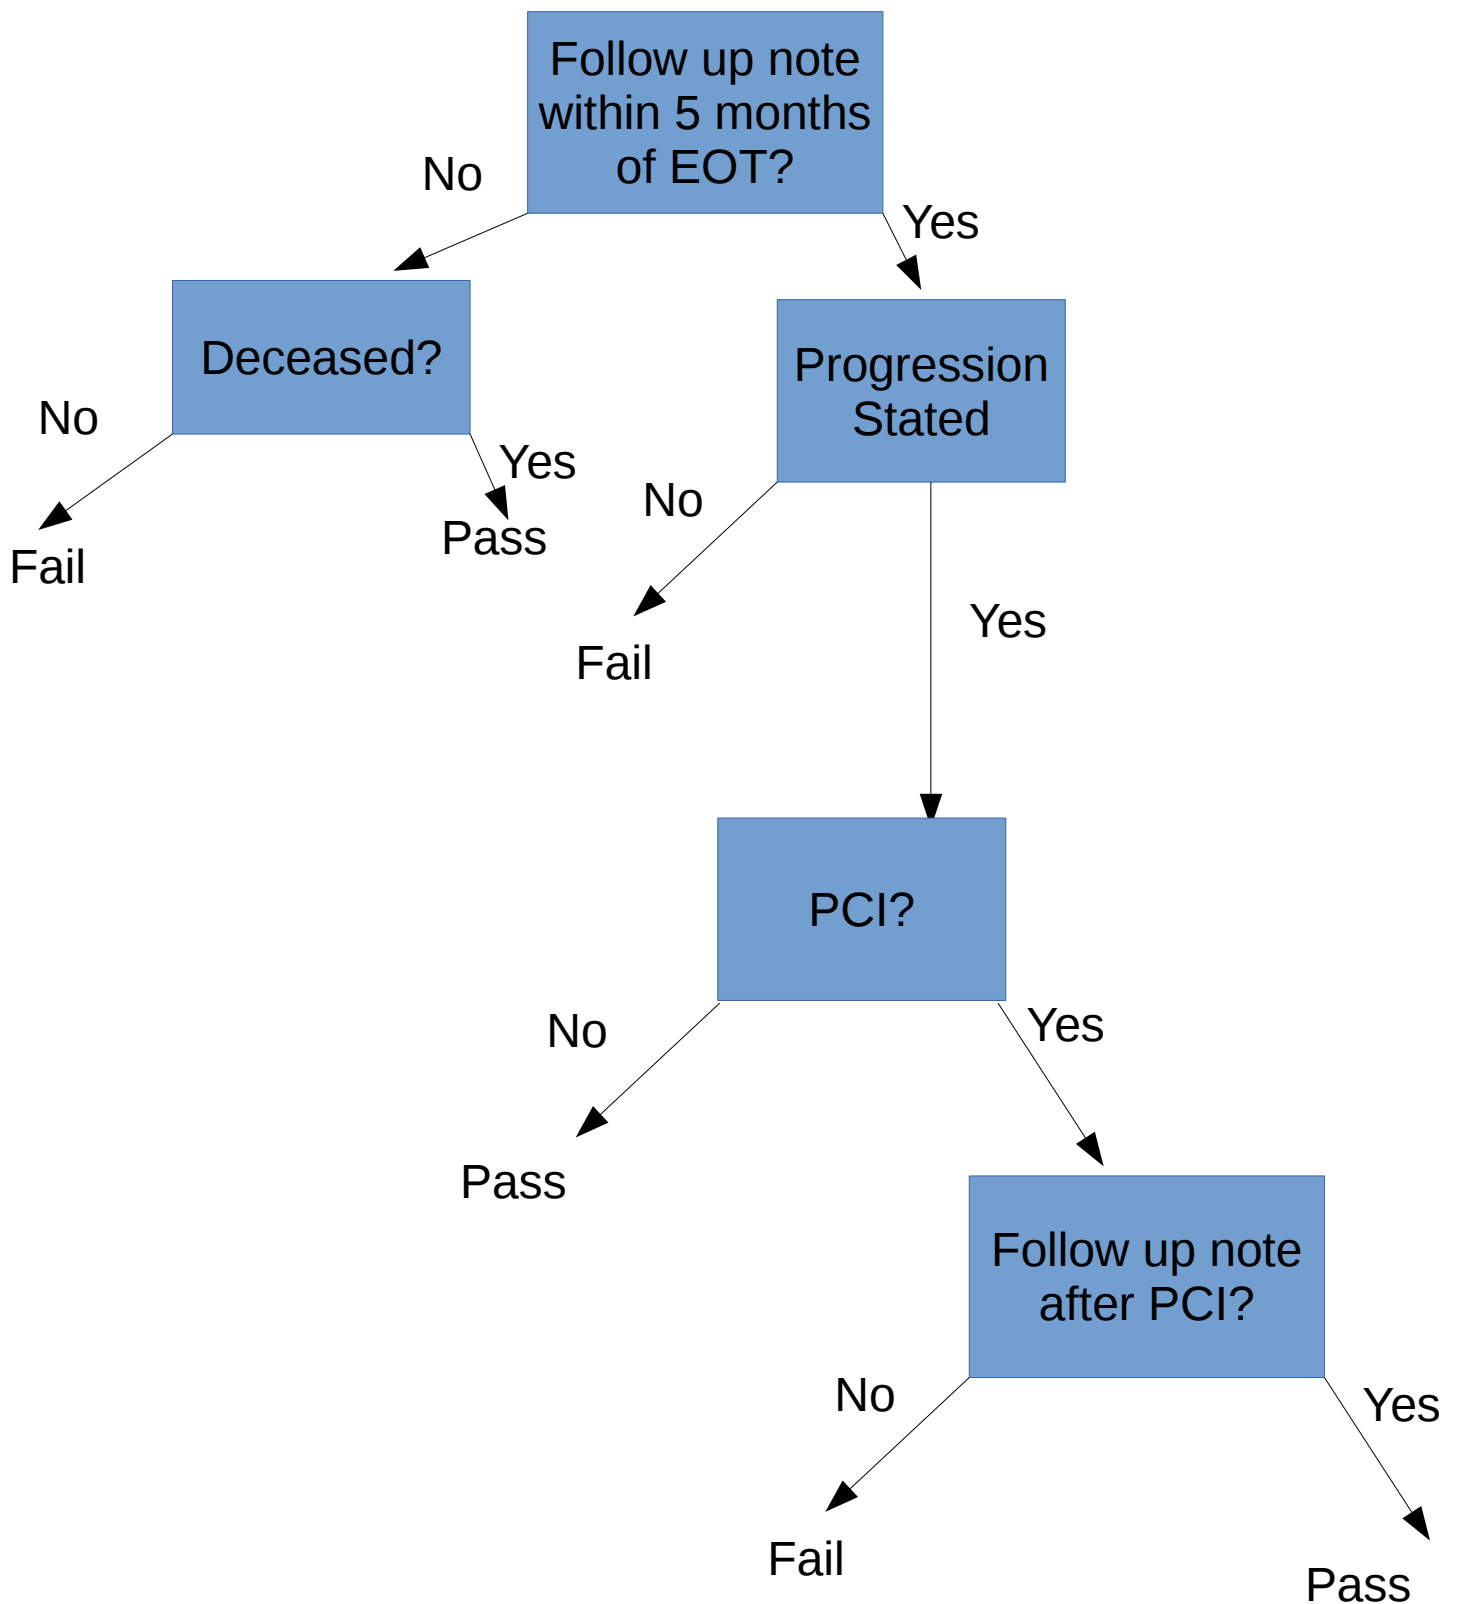 Follow up note
within 5 months
of EOT?
No
Yes
Deceased?
Progression
Stated
No
Yes
Pass
Fail
No
Yes
Fail
PCI?
No
Yes
Pass
Follow up note
after PCI?
No
Yes
Fail
Pass